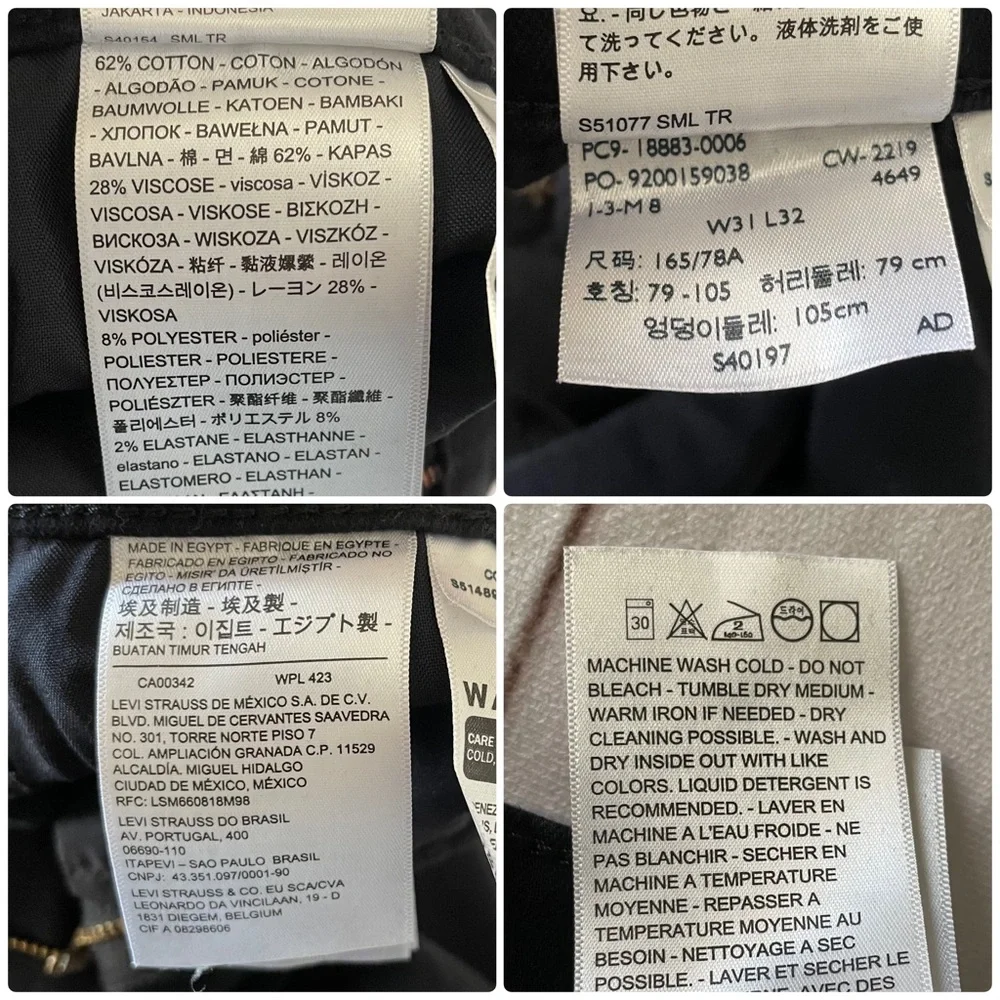 JAKARTA - INDONESIA
S40154 SML TR
62% COTTON - COTON - ALGODÓN
- ALGODÃO - PAMUK - COTONE -
BAUMWOLLE - KATOEN - BAMBAKI
- ХЛОПОК - BAWEŁNA - PAMUT -
BAVLNA - 棉 - 면 - 綿 62% - KAPAS
28% VISCOSE - viscosa - VİSKOZ -
VISCOSA - VISKOSE - ΒΙΣΚΟΖΗ -
ВИСКОЗА - WISKOZA - VISZKÓZ -
VISKÓZA - 粘纤 - 黏液嫘縈 - 레이온
(비스코스레이온) - レーヨン 28% -
VISKOSA
8% POLYESTER - poliéster -
POLIESTER - POLIESTERE -
ΠΟΛΥΕΣΤΕΡ - ПОЛИЭСТЕР -
POLIÉSZTER - 聚酯纤维 - 聚酯纖維 -
폴리에스터 - ポリエステル 8%
2% ELASTANE - ELASTHANNE -
elastano - ELASTANO - ELASTAN -
ELASTOMERO - ELASTHAN -
ΕΛΑΣΤΑΝΗ -
て洗ってください。 液体洗剤をご使
用下さい。
S51077 SML TR
PC9- 18883-0006
CW- 2219
PO- 9200159038
4649
1-3-M 8
W31 L32
尺码: 165/78A
호칭: 79 -105 허리둘레: 79 cm
엉덩이둘레: 105cm
AD
S40197
MADE IN EGYPT - FABRIQUE EN EGYPTE -
FABRICADO EN EGIPTO - FABRICADO NO
EGITO - MISIR' DA ÜRETİLMİŞTİR -
СДЕЛАНО В ЕГИПТЕ -
埃及制造 - 埃及製 -
제조국 : 이집트 - エジプト製 -
BUATAN TIMUR TENGAH
CA00342 WPL 423
LEVI STRAUSS DE MÉXICO S.A. DE C.V.
BLVD. MIGUEL DE CERVANTES SAAVEDRA
NO. 301, TORRE NORTE PISO 7
COL. AMPLIACIÓN GRANADA C.P. 11529
ALCALDÍA. MIGUEL HIDALGO
CIUDAD DE MÉXICO, MÉXICO
RFC: LSM660818M98
LEVI STRAUSS DO BRASIL
AV. PORTUGAL, 400
06690-110
ITAPEVI – SAO PAULO BRASIL
CNPJ: 43.351.097/0001-90
LEVI STRAUSS & CO. EU SCA/CVA
LEONARDO DA VINCILAAN, 19 - D
1831 DIEGEM, BELGIUM
CIF A 08298606
CARE
COLD,
30
표백
2
드라이
MACHINE WASH COLD - DO NOT
BLEACH - TUMBLE DRY MEDIUM -
WARM IRON IF NEEDED - DRY
CLEANING POSSIBLE. - WASH AND
DRY INSIDE OUT WITH LIKE
COLORS. LIQUID DETERGENT IS
RECOMMENDED. - LAVER EN
MACHINE A L'EAU FROIDE - NE
PAS BLANCHIR - SECHER EN
MACHINE A TEMPERATURE
MOYENNE - REPASSER A
TEMPERATURE MOYENNE AU
BESOIN - NETTOYAGE A SEC
POSSIBLE. - LAVER ET SECHER LE
AVEC DES